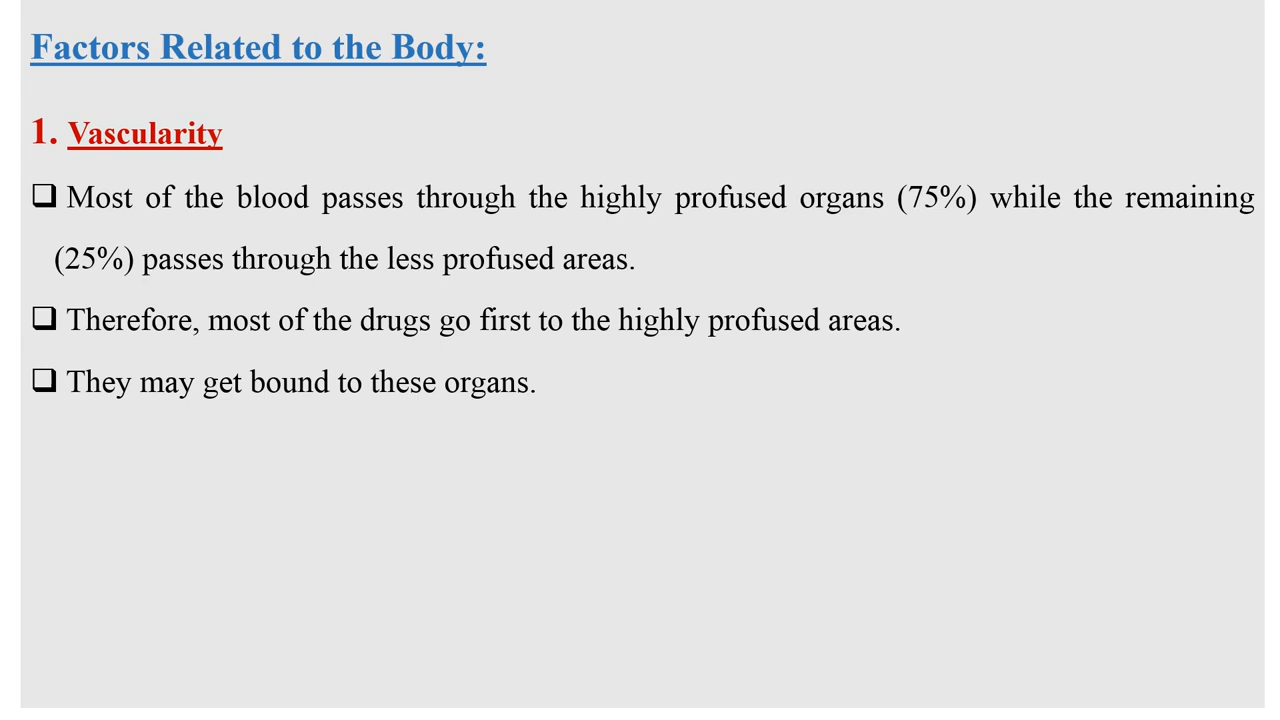 Factors Related to the Body:
1. Vascularity
❑ Most of the blood passes through the highly profused organs (75%) while the remaining
(25%) passes through the less profused areas.
❑ Therefore, most of the drugs go first to the highly profused areas.
❑ They may get bound to these organs.